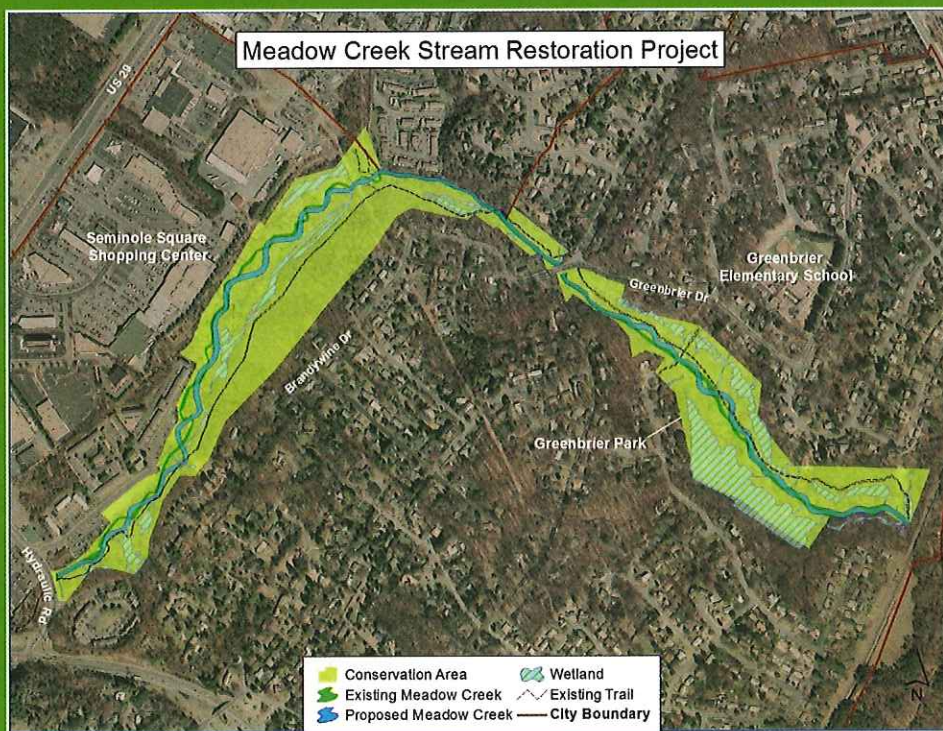 Meadow Creek Stream Restoration Project
US 29
Seminole Square
Shopping Center
Greenbrier
Elementary School
Greenbrier Dr
Brandywine Dr
Greenbrier Park
Hydraulic Rd
Conservation Area
Wetland
Existing Meadow Creek
Existing Trail
Proposed Meadow Creek
City Boundary
N